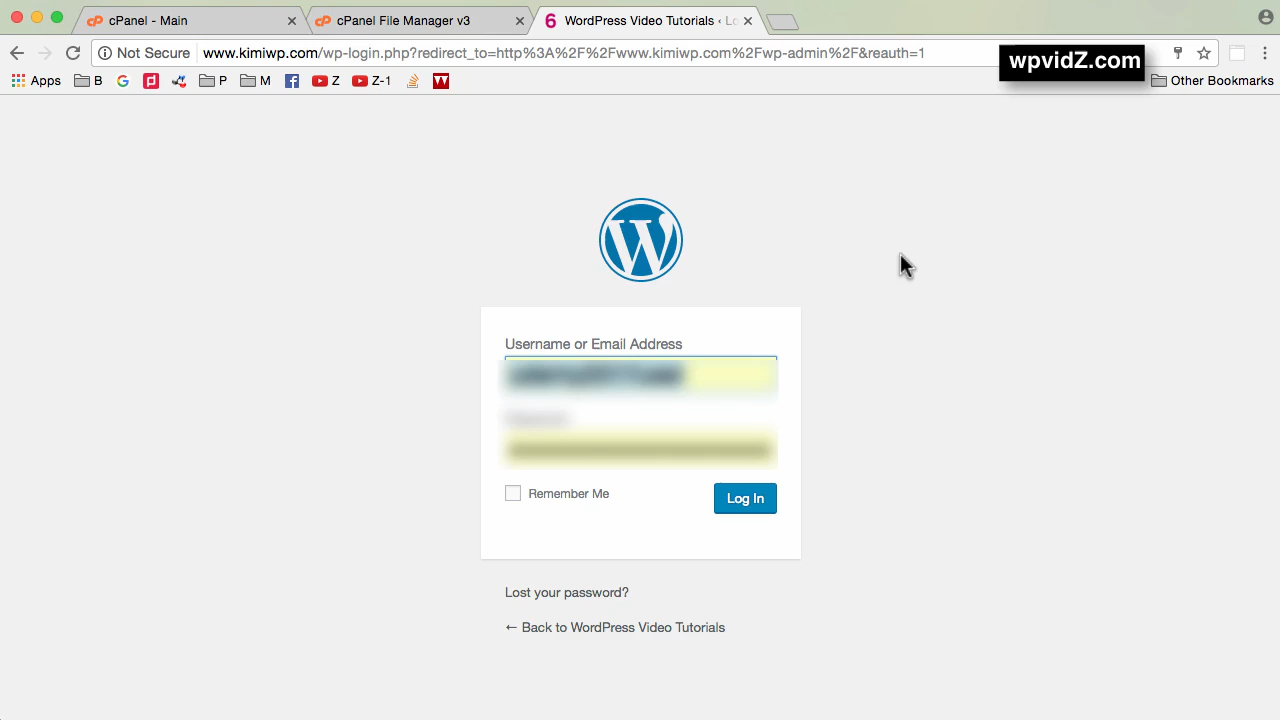 cPanel - Main
cPanel File Manager v3
WordPress Video Tutorials ‹ Lo
Not Secure
www.kimiwp.com/wp-login.php?redirect_to=http%3A%2F%2Fwww.kimiwp.com%2Fwp-admin%2F&reauth=1
wpvidZ.com
Apps
B
P
M
Z
Z-1
Other Bookmarks
Username or Email Address
Remember Me
Log In
Lost your password?
← Back to WordPress Video Tutorials